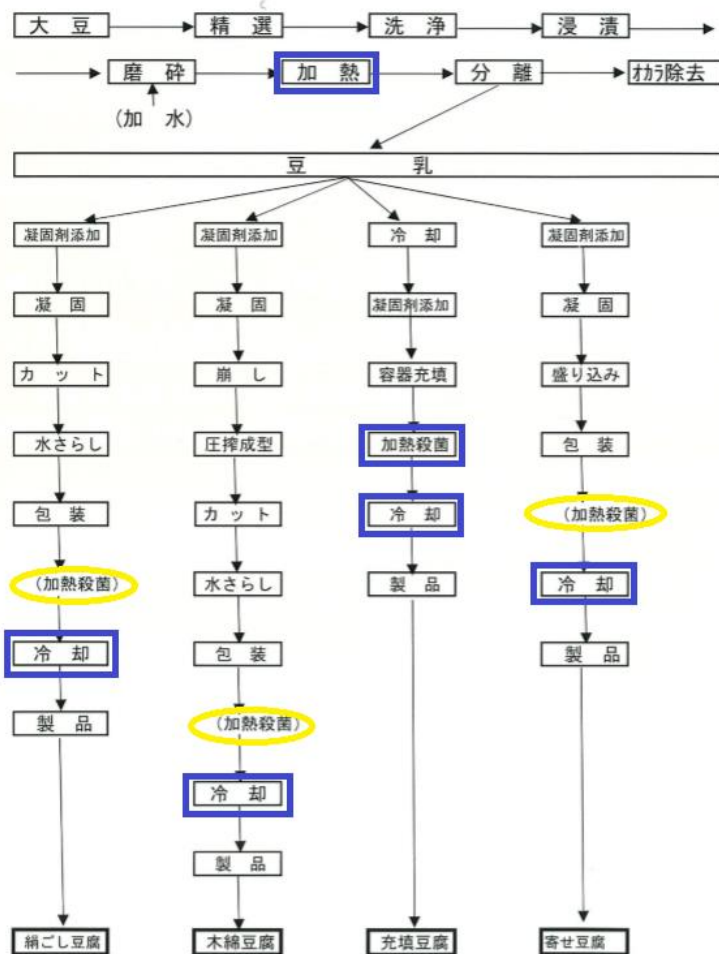 大豆 精選 洗浄 浸漬
磨砕 加熱 分離 ｵｶﾗ除去
(加 水)
豆 乳
凝固剤添加 凝固剤添加 冷却 凝固剤添加
凝固 凝固 凝固剤添加 凝固
カット 崩し 容器充填 盛り込み
水さらし 圧搾成型 加熱殺菌 包装
包装 カット 冷却 (加熱殺菌)
(加熱殺菌) 水さらし 製品 冷却
冷却 包装 製品
製品 (加熱殺菌)
冷却
製品
絹ごし豆腐 木綿豆腐 充填豆腐 寄せ豆腐